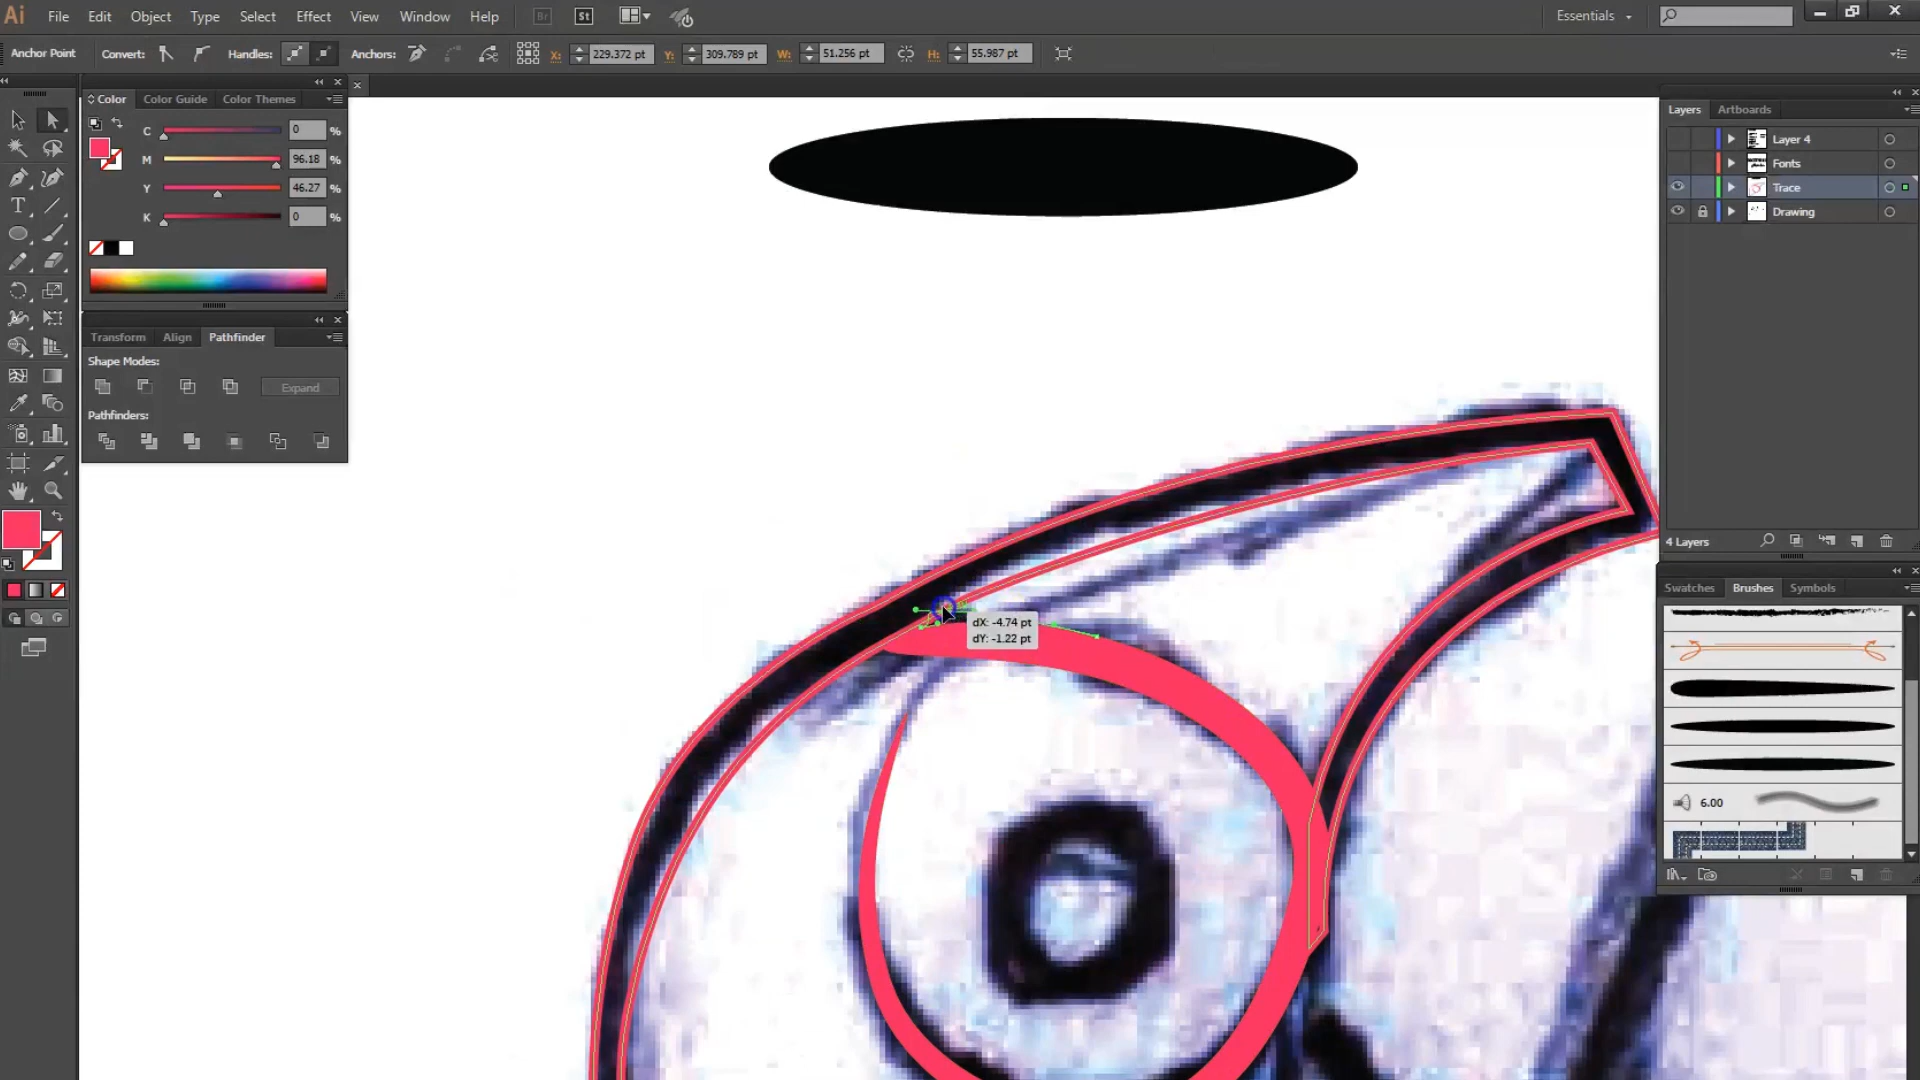 Ai File Edit Object Type Select Effect View Window Help Br St Essentials
Anchor Point Convert: Handles: Anchors: X: 229.372 pt Y: 309.789 pt W: 51.256 pt H: 55.987 pt
Color Color Guide Color Themes
C 0 %
M 96.18 %
Y 46.27 %
K 0 %
Transform Align Pathfinder
Shape Modes:
Expand
Pathfinders:
dX: -4.74 pt
dY: -1.22 pt
Layers Artboards
Layer 4
Fonts
Trace
Drawing
4 Layers
Swatches Brushes Symbols
6.00